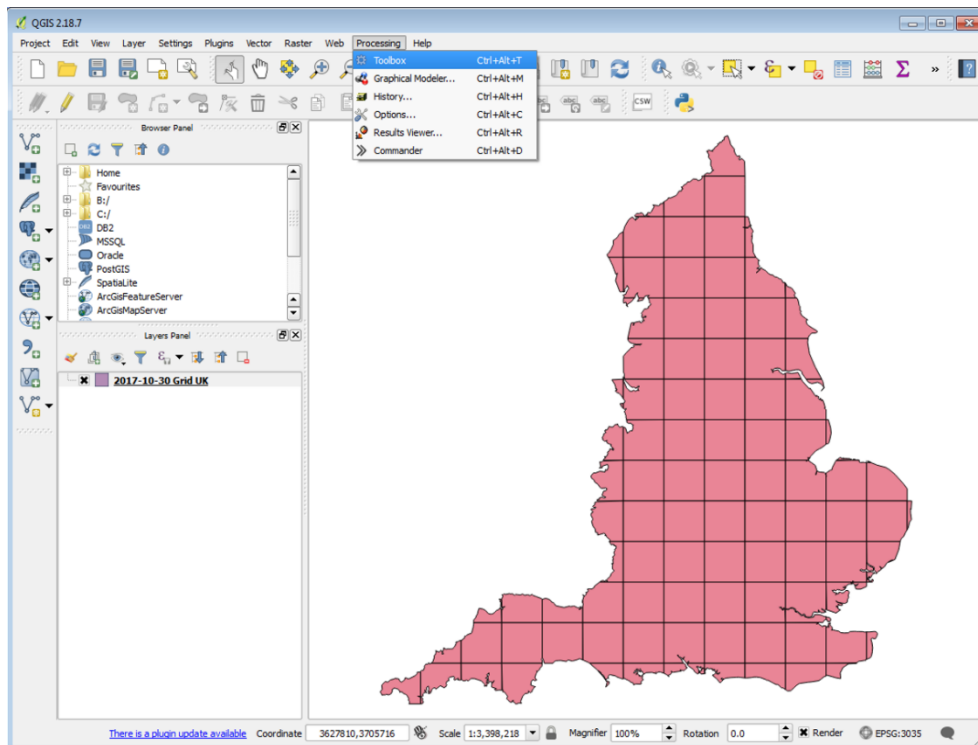 QGIS 2.18.7
Project Edit View Layer Settings Plugins Vector Raster Web Processing Help
Toolbox Ctrl+Alt+T
Graphical Modeler... Ctrl+Alt+M
History... Ctrl+Alt+H
Options... Ctrl+Alt+C
Results Viewer... Ctrl+Alt+R
Commander Ctrl+Alt+D
abc
abc
CSW
Browser Panel
Home
Favourites
B:/
C:/
DB2
MSSQL
Oracle
PostGIS
SpatiaLite
ArcGisFeatureServer
ArcGisMapServer
Layers Panel
2017-10-30 Grid UK
There is a plugin update available Coordinate 3627810,3705716 Scale 1:3,398,218 Magnifier 100% Rotation 0.0 Render EPSG:3035